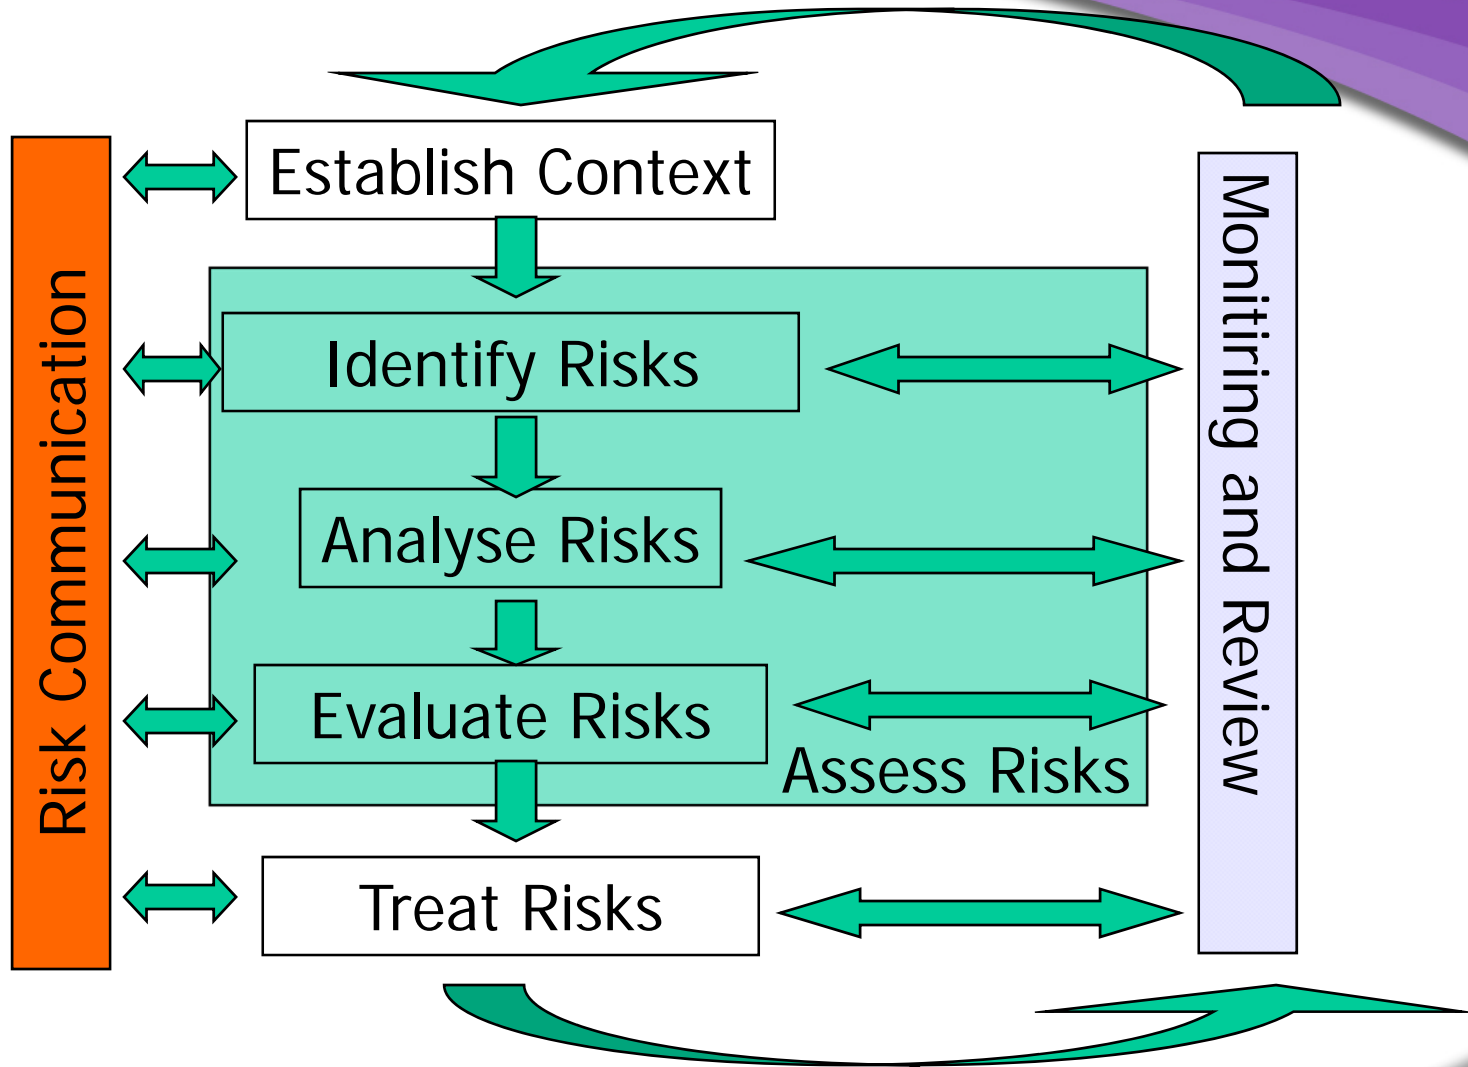 Establish Context
Risk Communication
Identify Risks
Analyse Risks
Evaluate Risks
Assess Risks
Treat Risks
Monitiring and Review